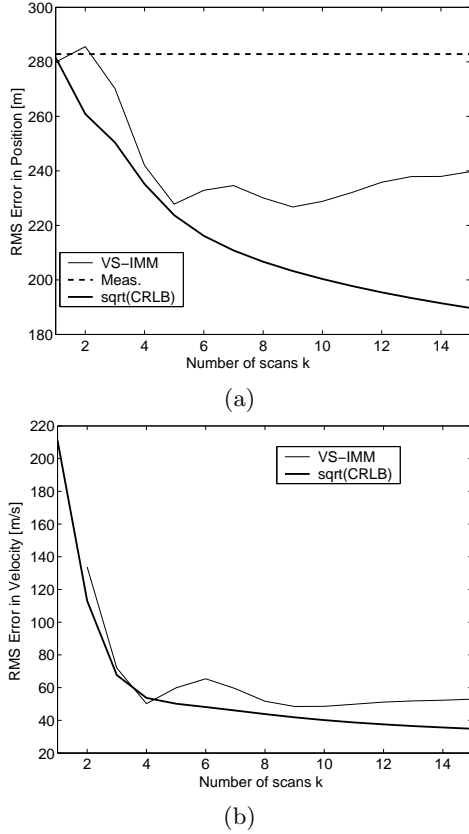 300
280
260
240
220
200
180
RMS Error in Position [m]
VS−IMM
Meas.
sqrt(CRLB)
2 4 6 8 10 12 14
Number of scans k
(a)
220
200
180
160
140
120
100
80
60
40
20
RMS Error in Velocity [m/s]
VS−IMM
sqrt(CRLB)
2 4 6 8 10 12 14
Number of scans k
(b)